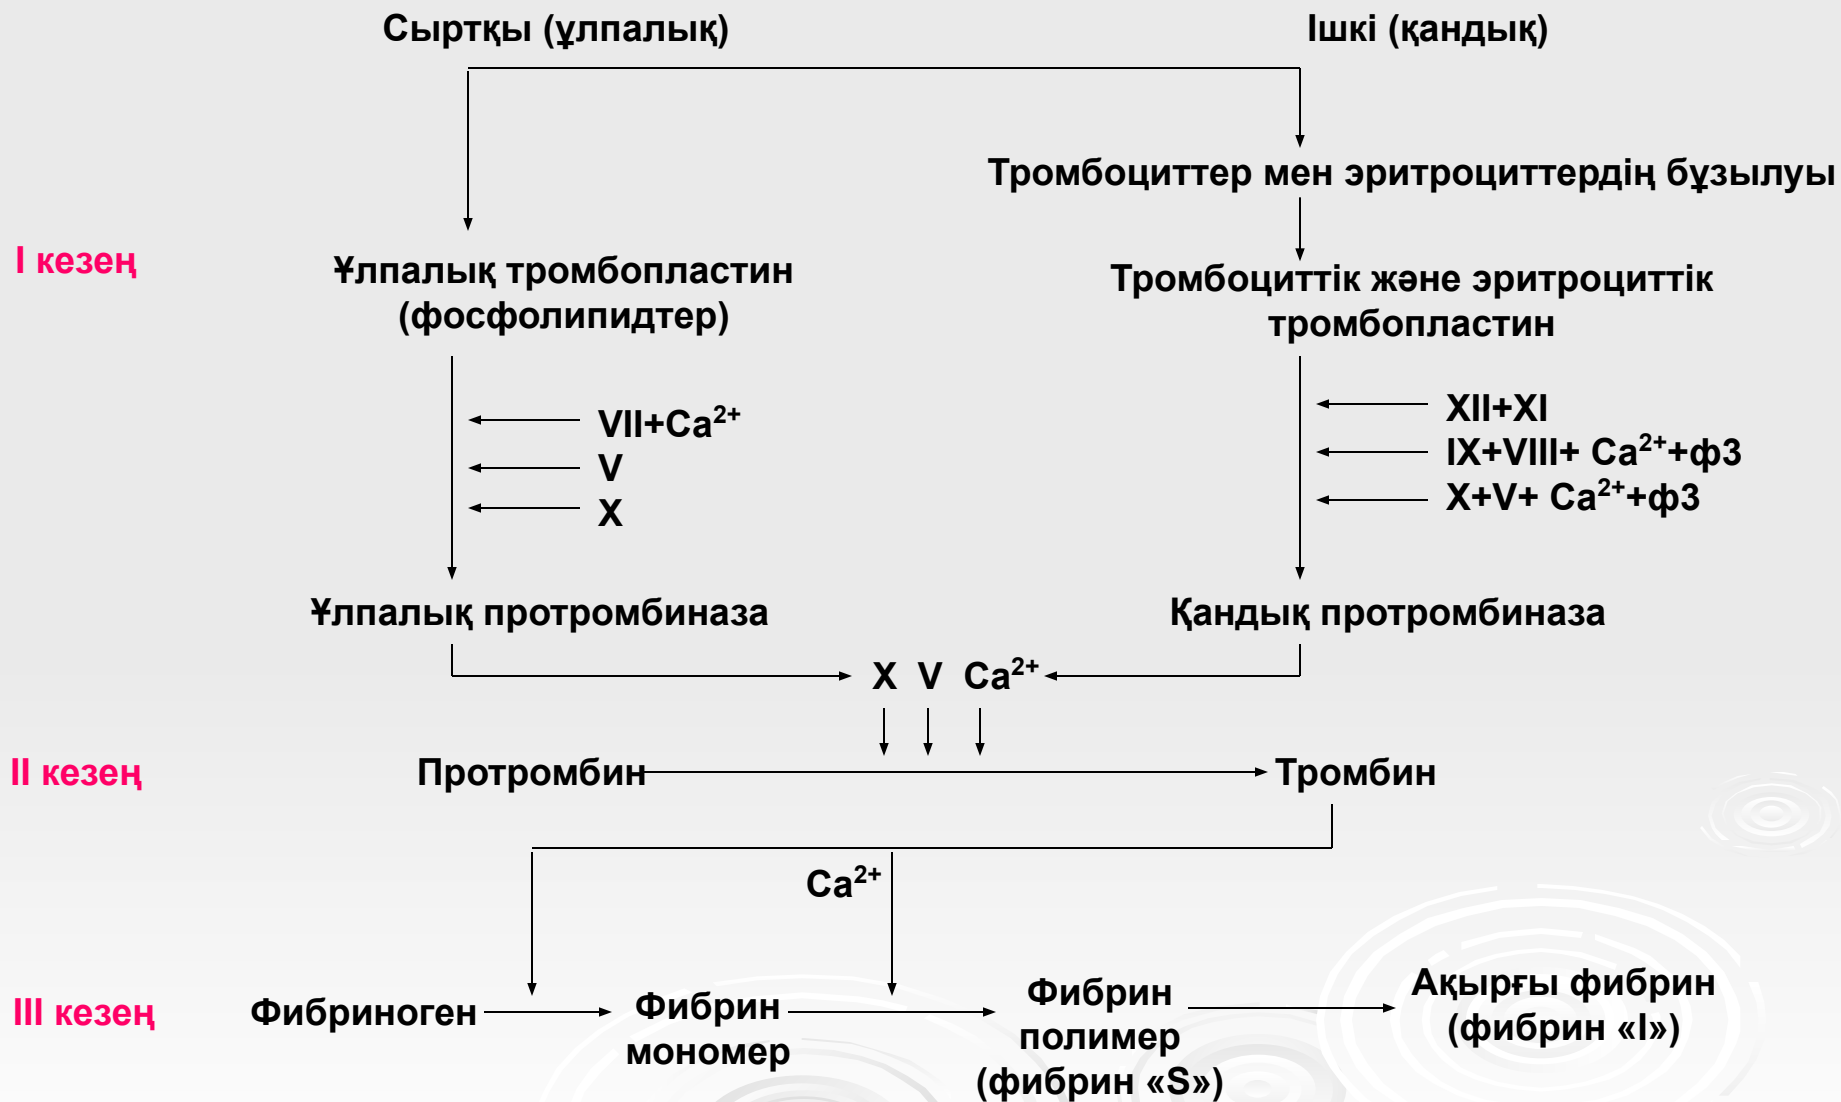 Сыртқы (ұлпалық)
Ішкі (қандық)
Тромбоциттер мен эритроциттердің бұзылуы
I кезең
Ұлпалық тромбопластин
(фосфолипидтер)
Тромбоциттік және эритроциттік
тромбопластин
VII+Ca²⁺
V
X
XII+XI
IX+VIII+ Ca²⁺+ф3
X+V+ Ca²⁺+ф3
Ұлпалық протромбиназа
Қандық протромбиназа
X V Ca²⁺
II кезең
Протромбин
Тромбин
Ca²⁺
III кезең
Фибриноген
Фибрин
мономер
Фибрин
полимер
(фибрин «S»)
Ақырғы фибрин
(фибрин «I»)